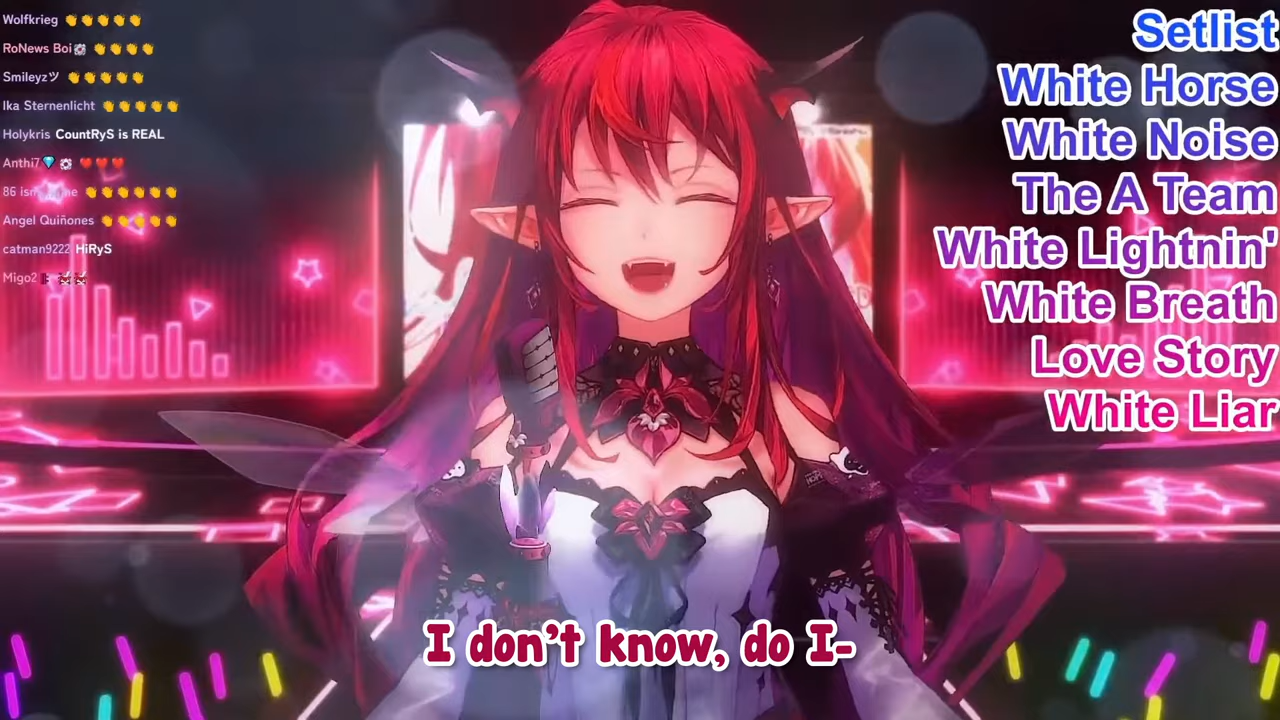 Wolfkrieg 👏👏👏👏👏
RoNews Boi 👏👏👏👏
Smileyzツ 👏👏👏👏👏
Ika Sternenlicht 👏👏👏👏👏
Holykris CountRyS is REAL
Anthi7💎 ❤️❤️❤️
86 👏👏👏👏👏👏
Angel Quiñones 👏👏👏👏👏
catman9222 HiRyS
Migo2
Setlist
White Horse
White Noise
The A Team
White Lightnin'
White Breath
Love Story
White Liar
I don't know, do I-